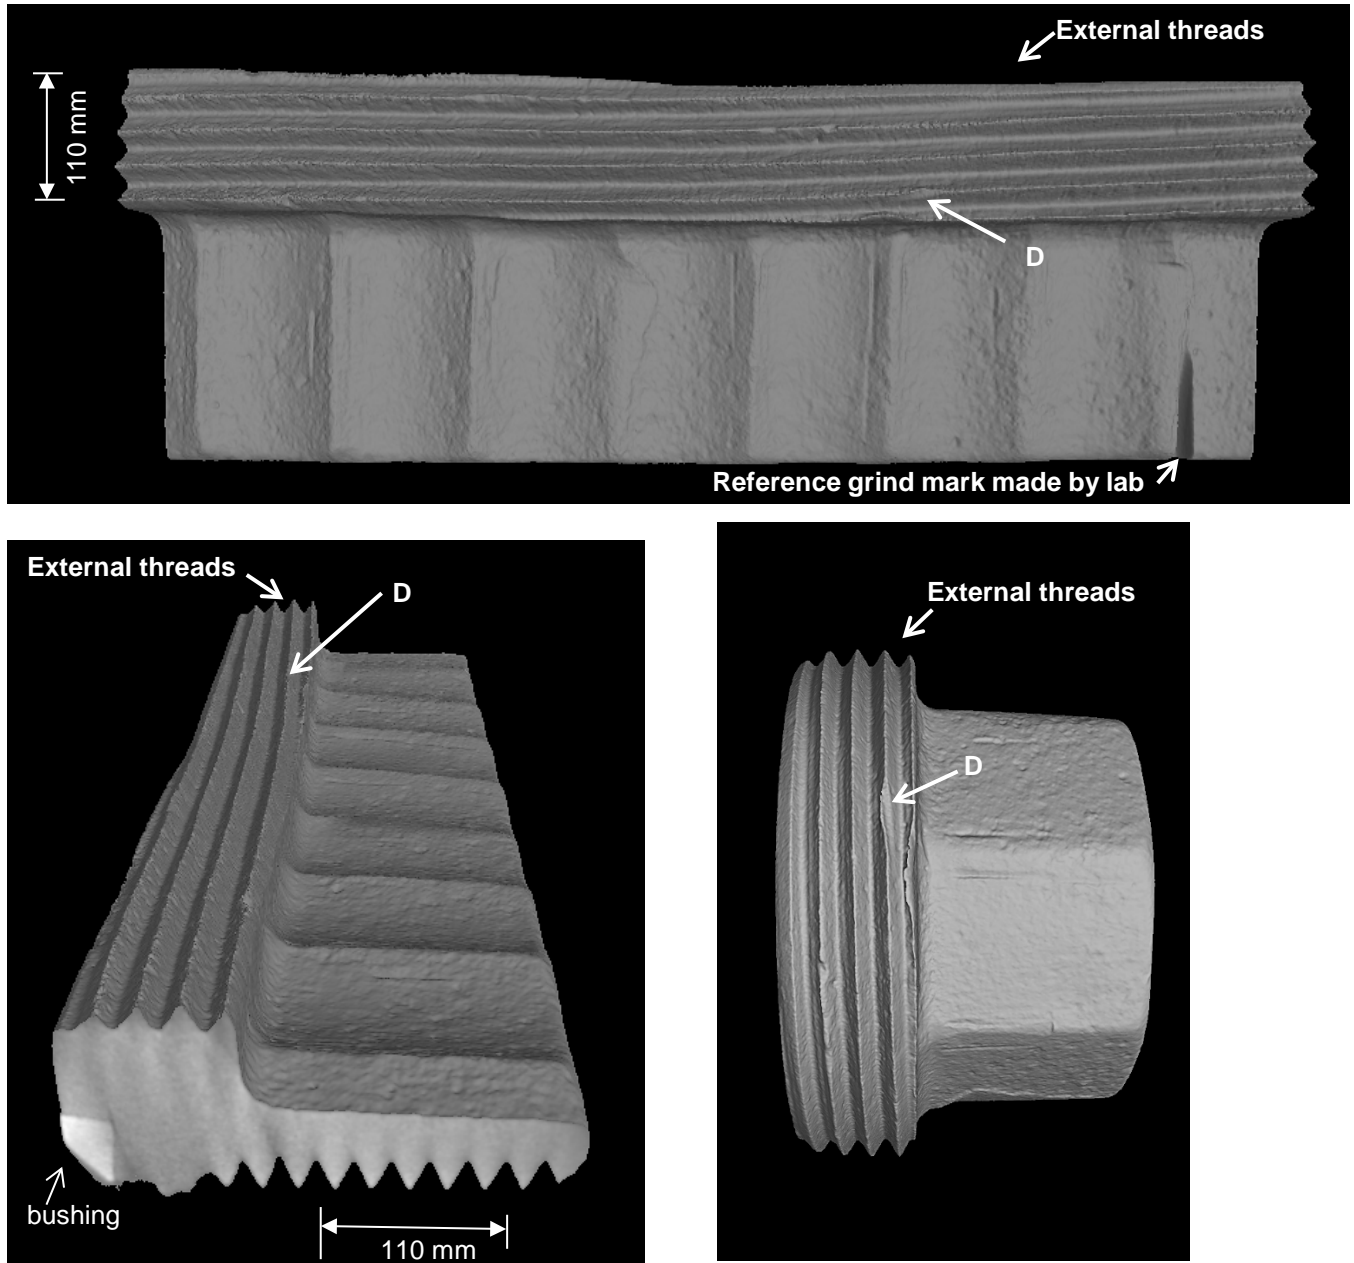 External threads
110 mm
D
Reference grind mark made by lab
External threads
D
bushing
110 mm
External threads
D